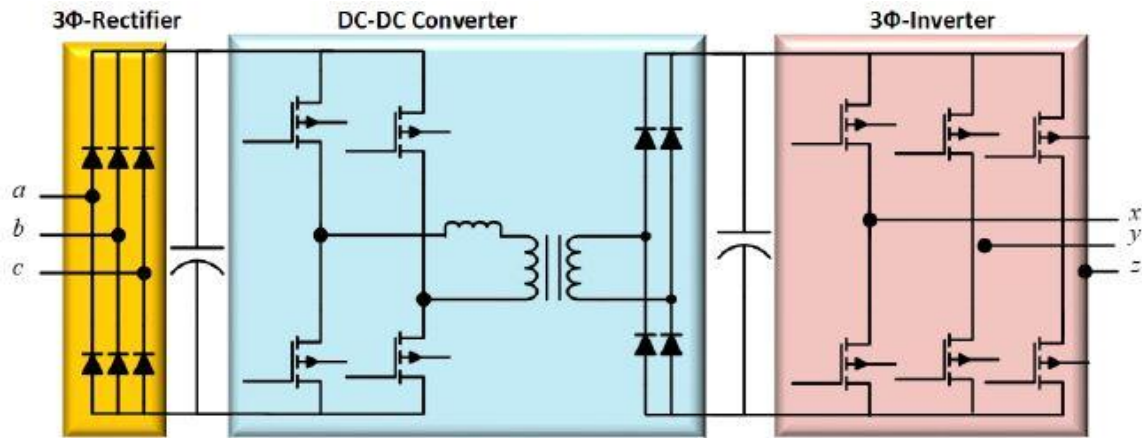 3Φ-Rectifier
DC-DC Converter
3Φ-Inverter
a
b
c
x
y
z